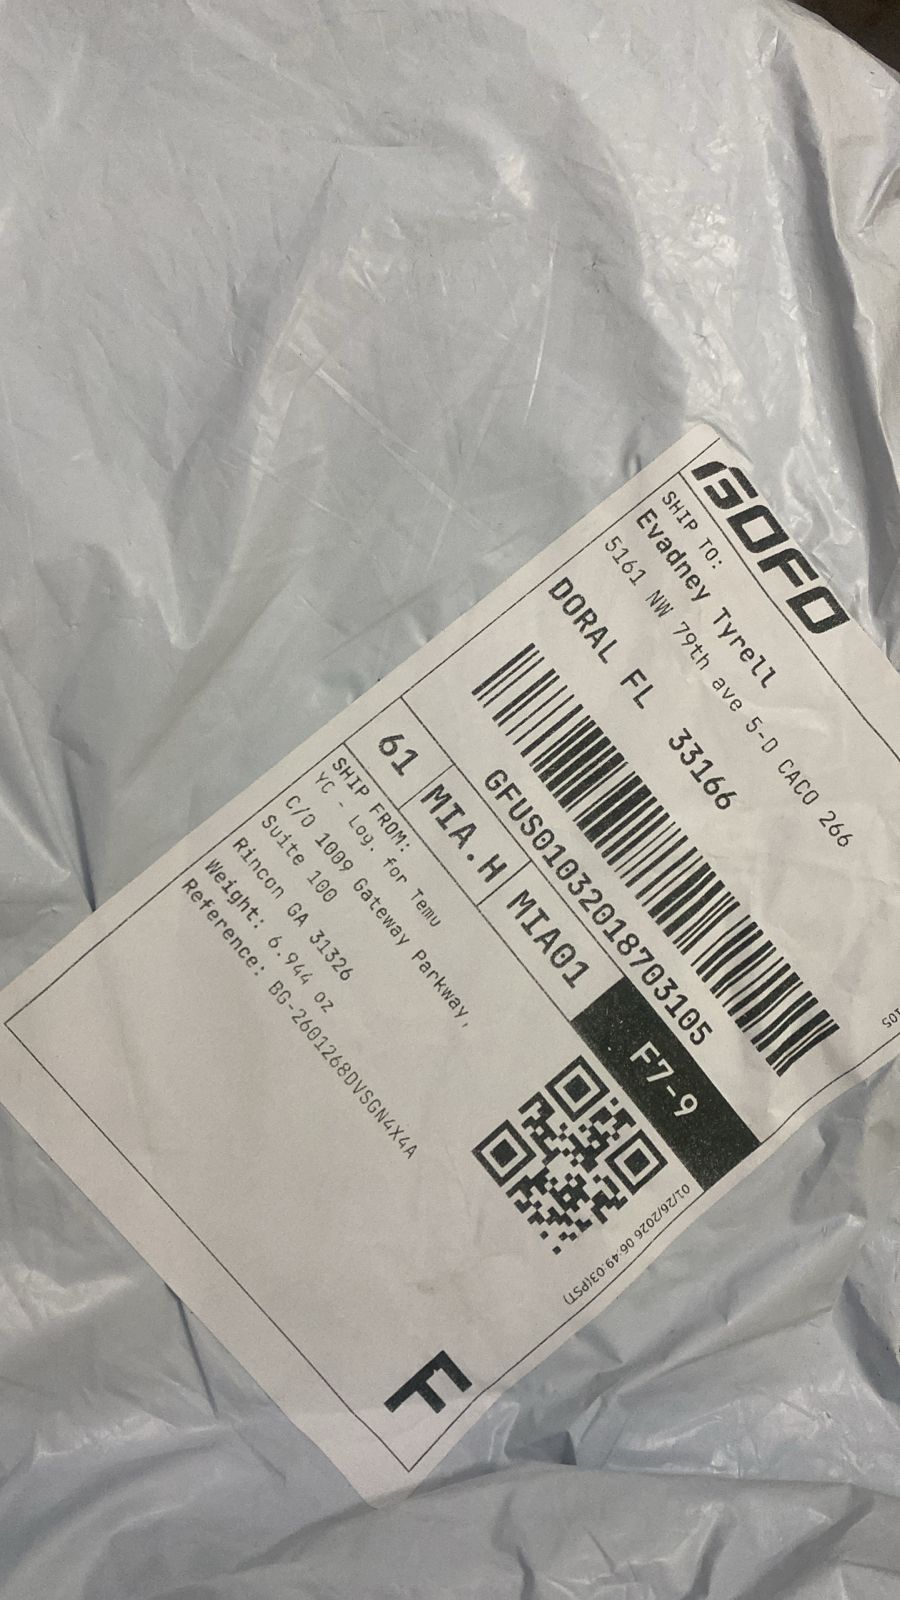 GOFO
SHIP TO:
Evadney Tyrell
5161 NW 79th ave 5-D CACO 266
DORAL FL 33166
GFUS01032018703105
61 MIA.H MIA01 F7-9
SHIP FROM:
YC - Log. for Temu
C/O 1009 Gateway Parkway,
Suite 100
Rincon GA 31326
Weight: 6.944 oz
Reference: BG-2601268DVSGN4X4A
01/26/2026 06:49:03(PST)
F
105